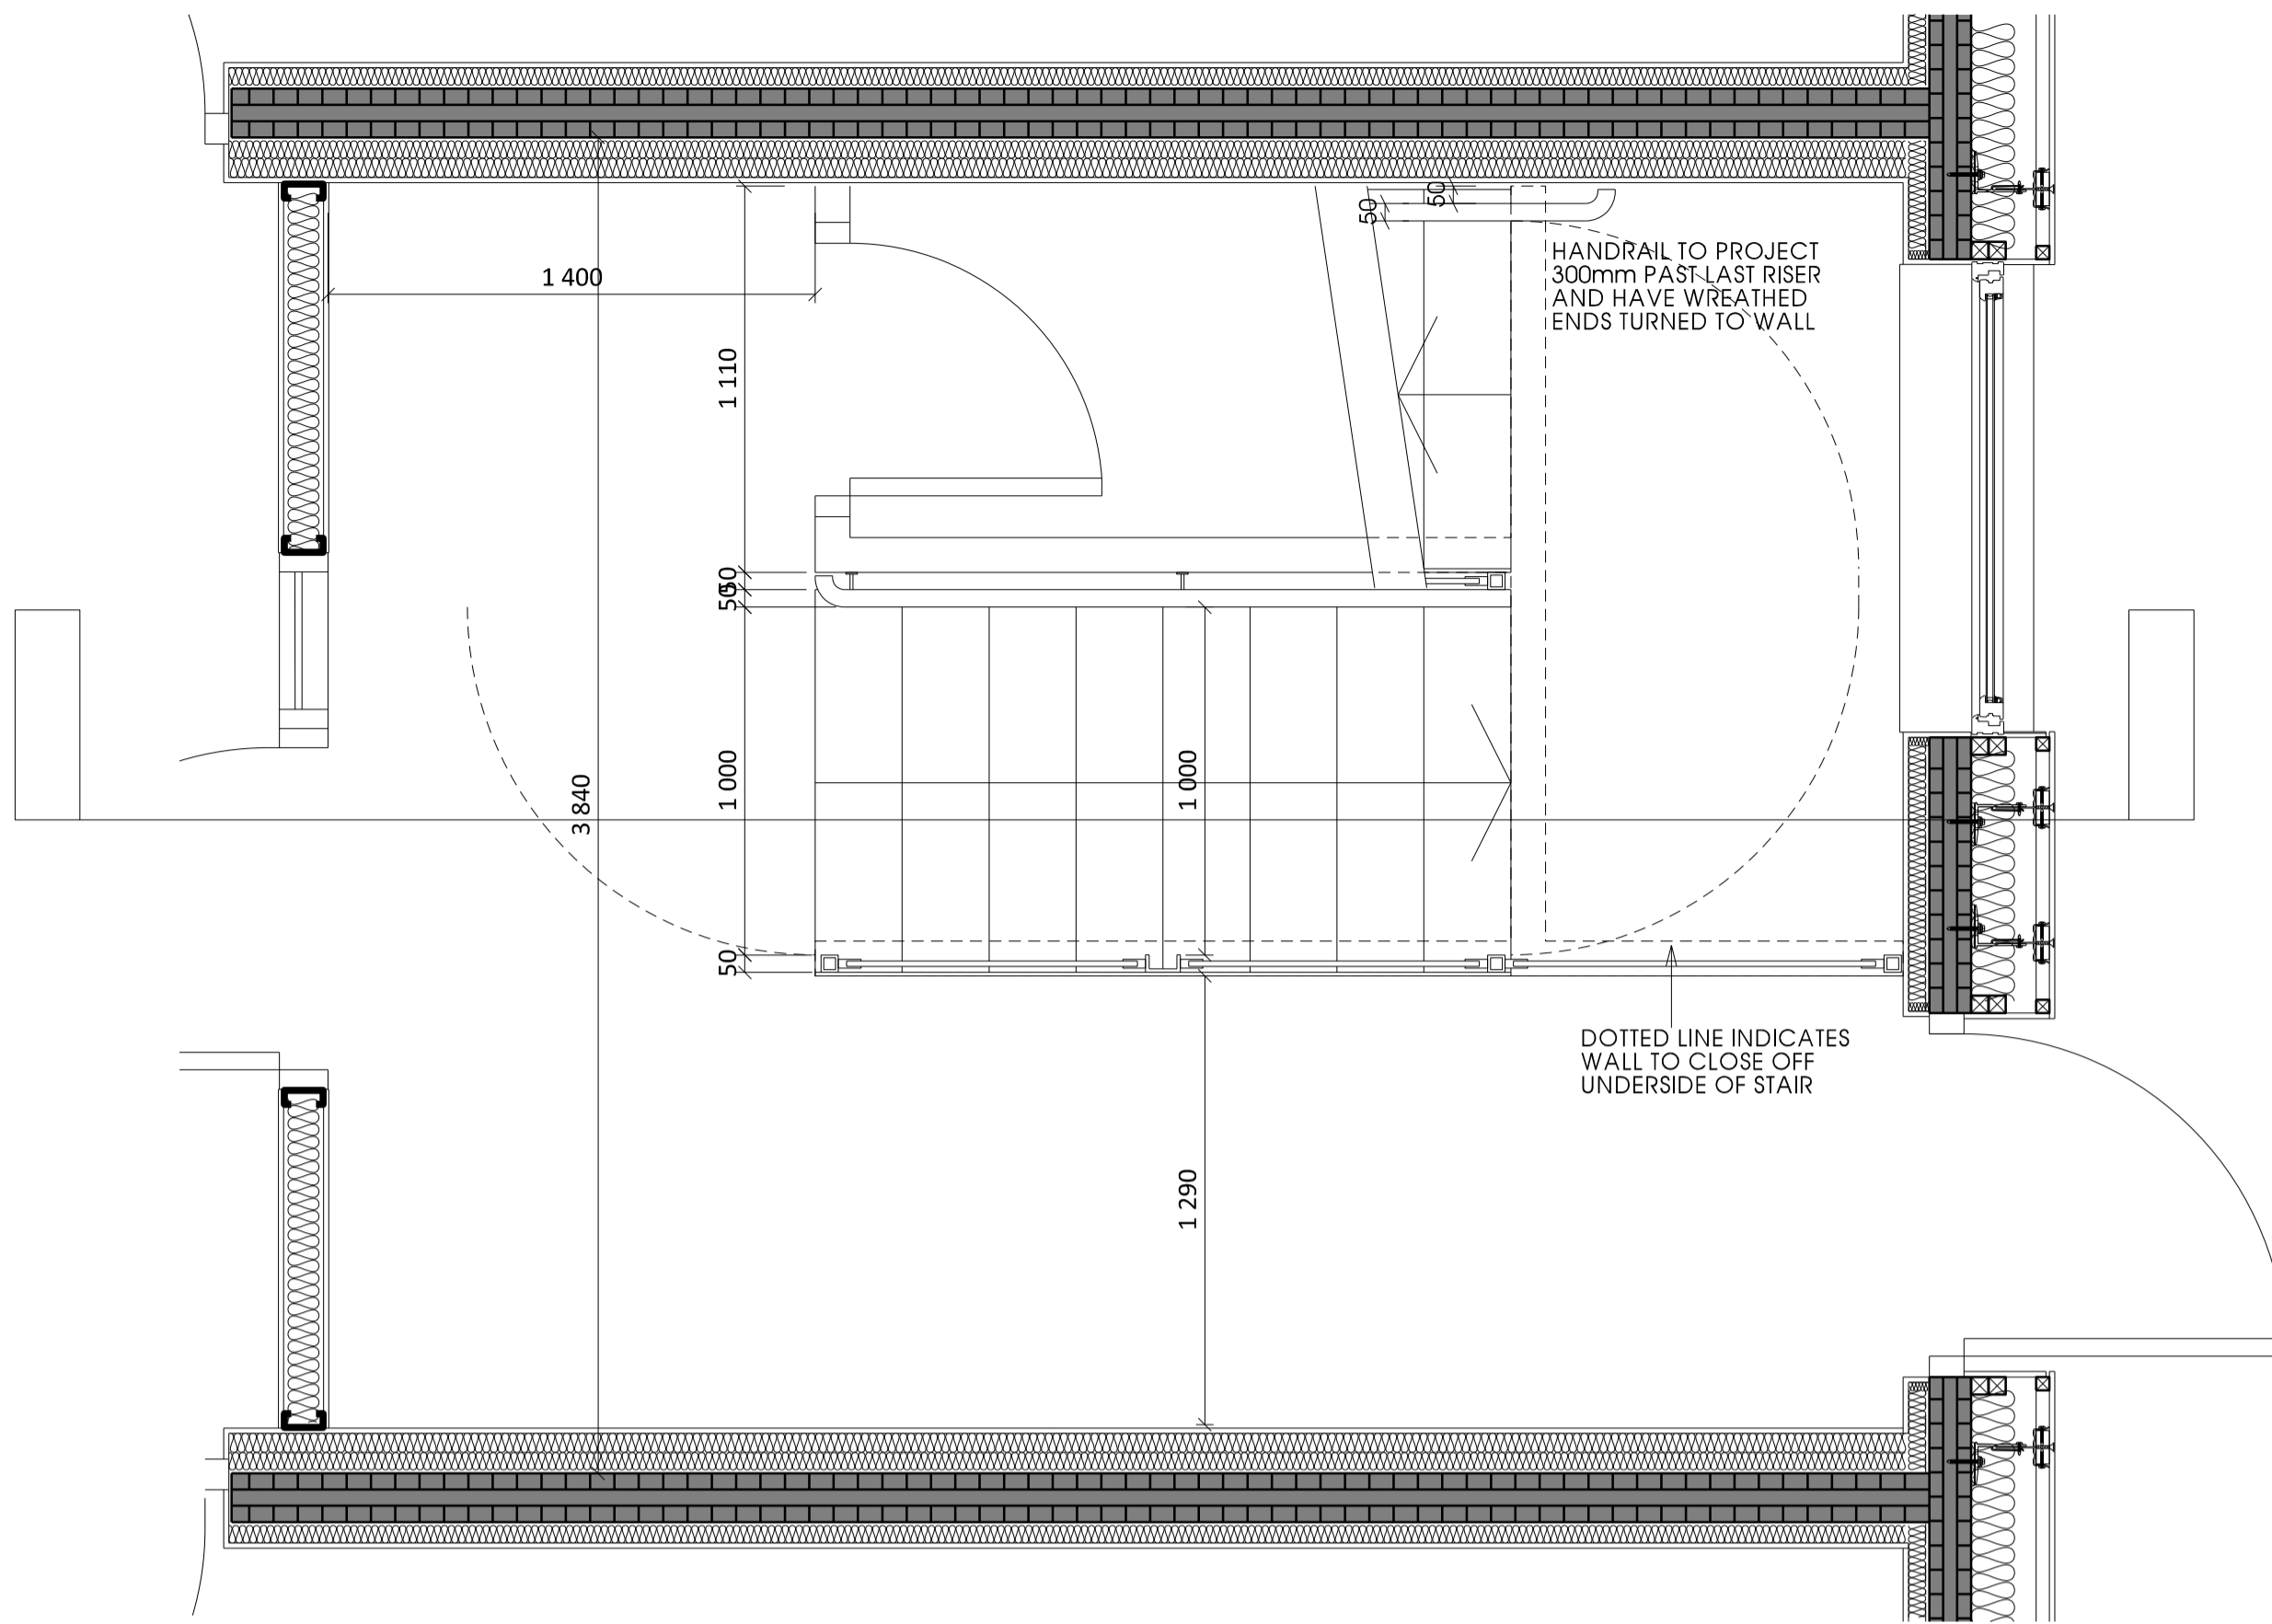 50
50
HANDRAIL TO PROJECT
300mm PAST LAST RISER
AND HAVE WREATHED
ENDS TURNED TO WALL
1 400
1 110
50
50
1 000
1 000
3 840
50
DOTTED LINE INDICATES
WALL TO CLOSE OFF
UNDERSIDE OF STAIR
1 290